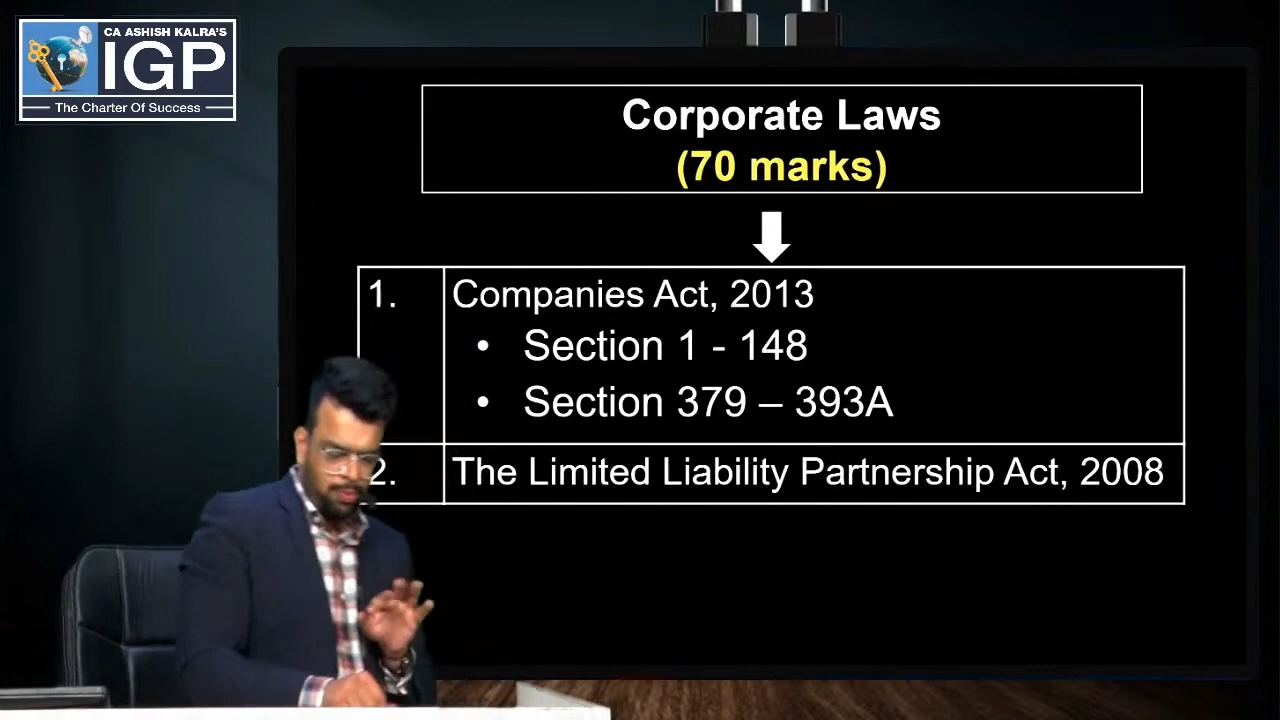 CA ASHISH KALRA'S
IGP
The Charter Of Success
Corporate Laws
(70 marks)
1. Companies Act, 2013
• Section 1 - 148
• Section 379 – 393A
2. The Limited Liability Partnership Act, 2008